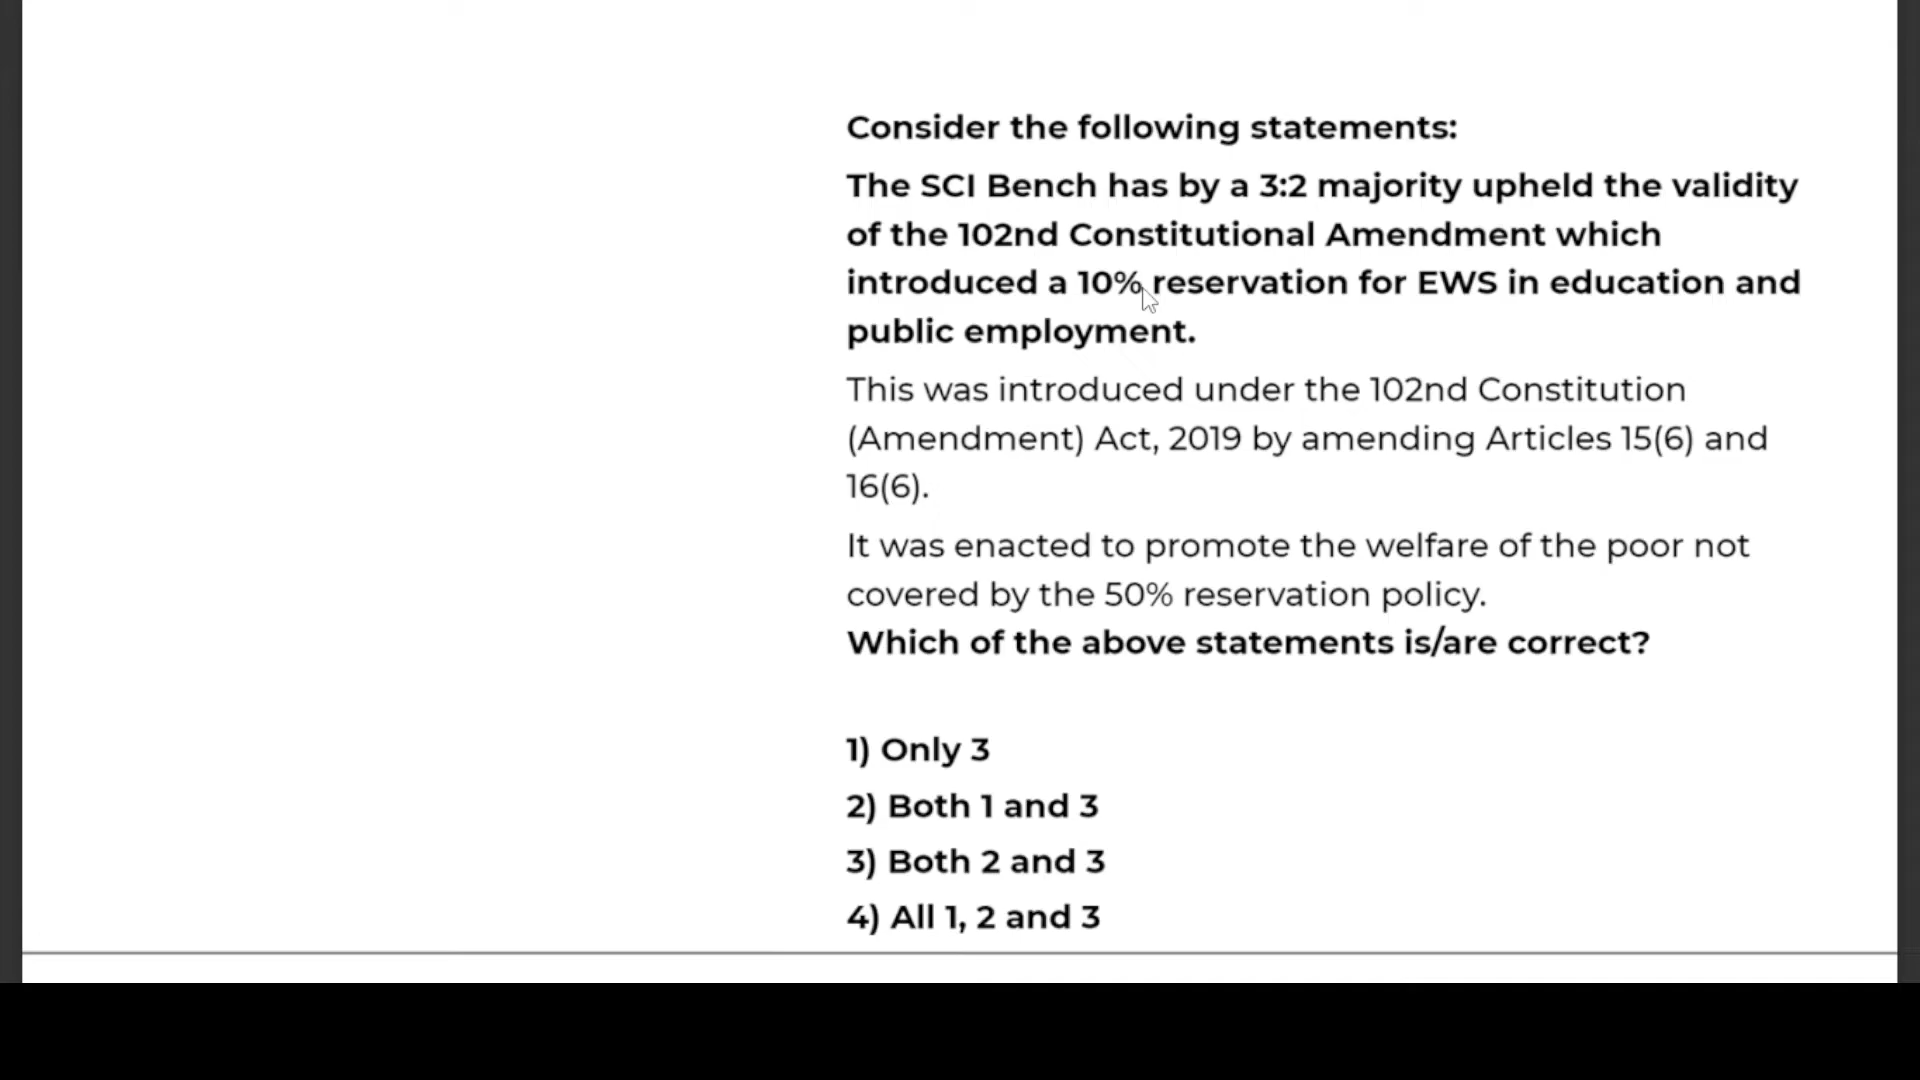 Consider the following statements:
The SCI Bench has by a 3:2 majority upheld the validity
of the 102nd Constitutional Amendment which
introduced a 10% reservation for EWS in education and
public employment.
This was introduced under the 102nd Constitution
(Amendment) Act, 2019 by amending Articles 15(6) and
16(6).
It was enacted to promote the welfare of the poor not
covered by the 50% reservation policy.
Which of the above statements is/are correct?
1) Only 3
2) Both 1 and 3
3) Both 2 and 3
4) All 1, 2 and 3